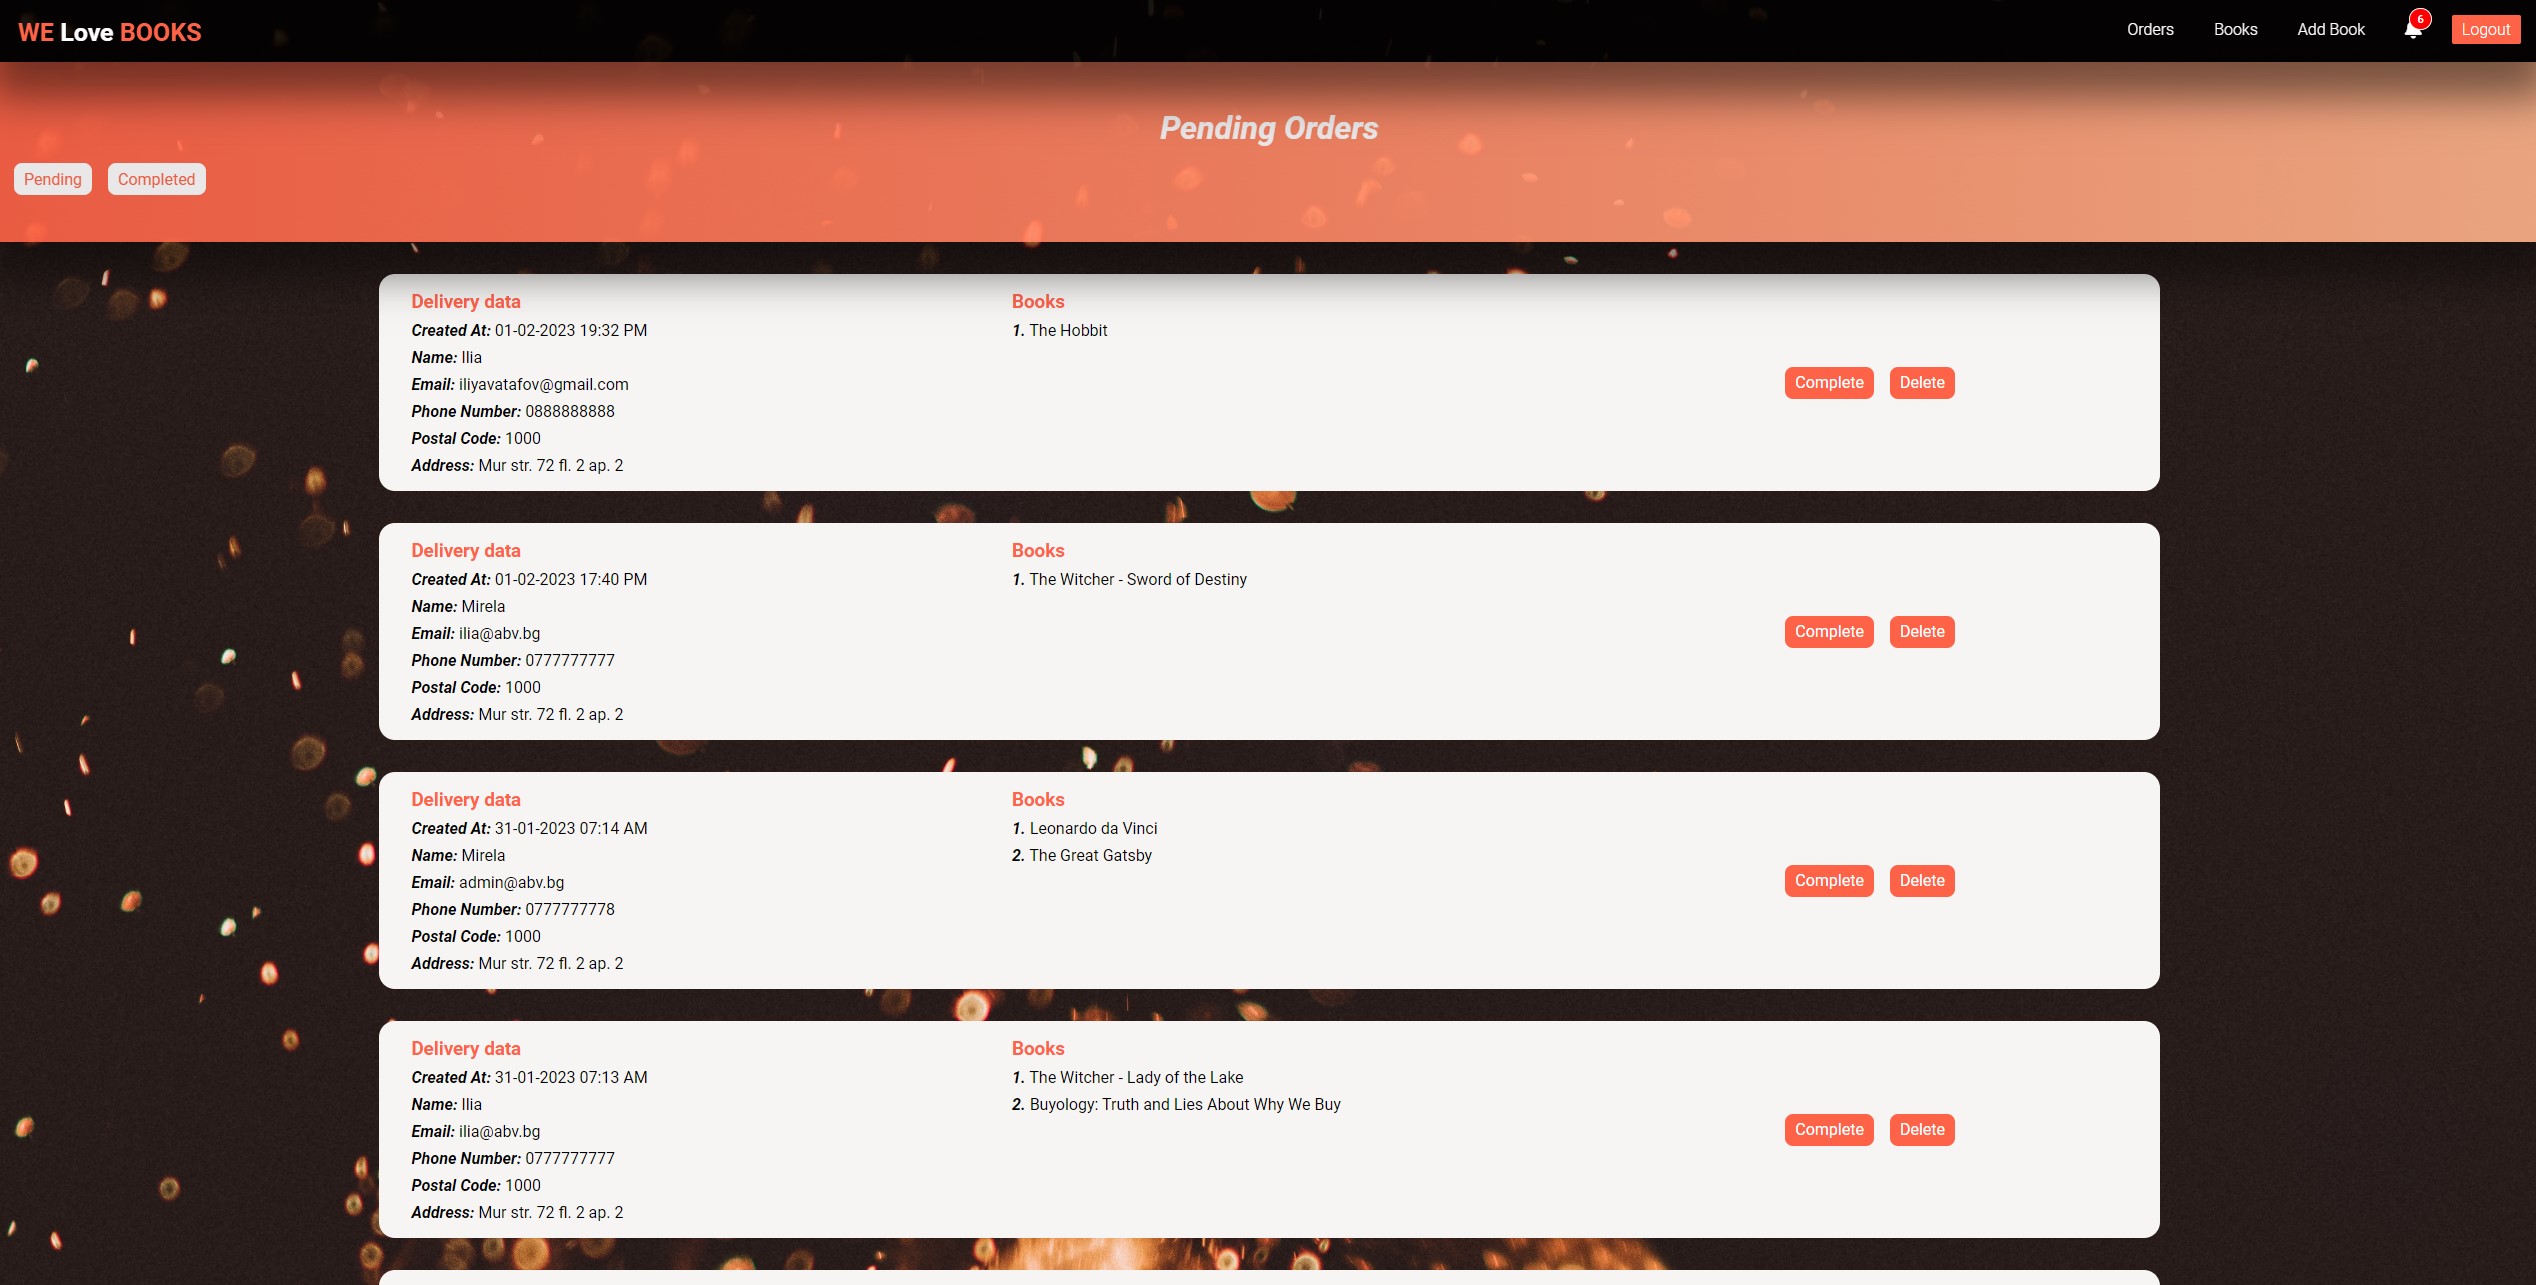 WE Love BOOKS
Orders
Books
Add Book
6
Logout
Pending Orders
Pending
Completed
Delivery data
Created At: 01-02-2023 19:32 PM
Name: Ilia
Email: iliyavatafov@gmail.com
Phone Number: 0888888888
Postal Code: 1000
Address: Mur str. 72 fl. 2 ap. 2
Books
1. The Hobbit
Complete
Delete
Delivery data
Created At: 01-02-2023 17:40 PM
Name: Mirela
Email: ilia@abv.bg
Phone Number: 0777777777
Postal Code: 1000
Address: Mur str. 72 fl. 2 ap. 2
Books
1. The Witcher - Sword of Destiny
Complete
Delete
Delivery data
Created At: 31-01-2023 07:14 AM
Name: Mirela
Email: admin@abv.bg
Phone Number: 0777777778
Postal Code: 1000
Address: Mur str. 72 fl. 2 ap. 2
Books
1. Leonardo da Vinci
2. The Great Gatsby
Complete
Delete
Delivery data
Created At: 31-01-2023 07:13 AM
Name: Ilia
Email: ilia@abv.bg
Phone Number: 0777777777
Postal Code: 1000
Address: Mur str. 72 fl. 2 ap. 2
Books
1. The Witcher - Lady of the Lake
2. Buyology: Truth and Lies About Why We Buy
Complete
Delete